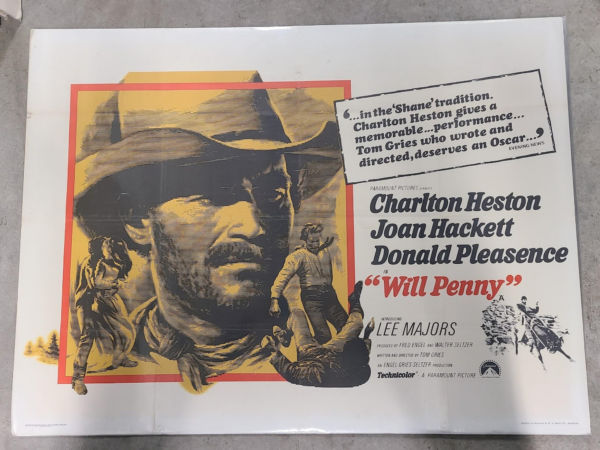 ‘...in the ‘Shane’ tradition.
Charlton Heston gives a
memorable...performance...
Tom Gries who wrote and
directed, deserves an Oscar...’
EVENING NEWS
PARAMOUNT PICTURES
Charlton Heston
Joan Hackett
Donald Pleasence
IN
“Will Penny”
INTRODUCING
LEE MAJORS
PRODUCED BY FRED ENGEL AND WALTER SELTZER
WRITTEN AND DIRECTED BY TOM GRIES
AN ENGEL-GRIES-SELTZER PRODUCTION
Technicolor® A PARAMOUNT PICTURE
A